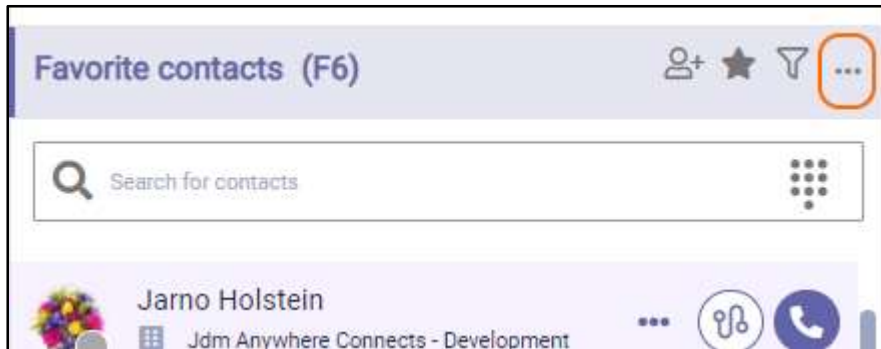 Favorite contacts (F6)
Search for contacts
Jarno Holstein
Jdm Anywhere Connects - Development